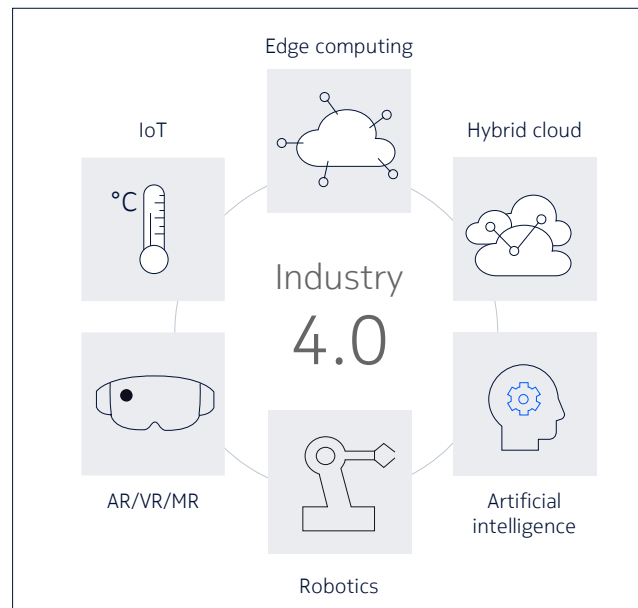 Edge computing
IoT
Hybrid cloud
°C
Industry
4.0
AR/VR/MR
Artificial
intelligence
Robotics